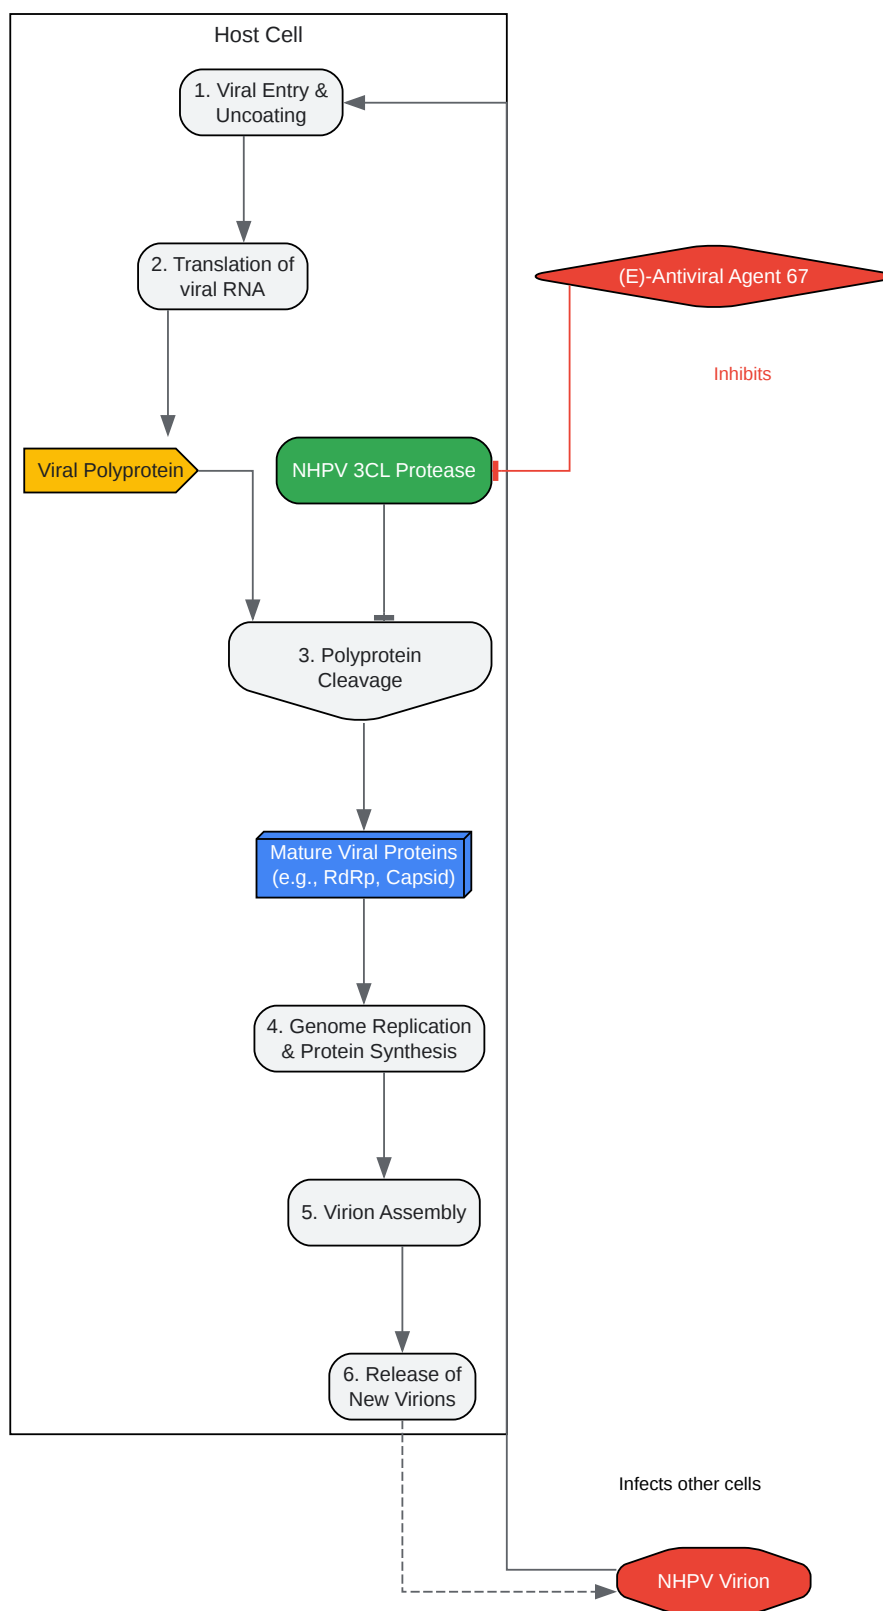 Host Cell
1. Viral Entry &
Uncoating
2. Translation of
viral RNA
(E)-Antiviral Agent 67
Inhibits
Viral Polyprotein
NHPV 3CL Protease
3. Polyprotein
Cleavage
Mature Viral Proteins
(e.g., RdRp, Capsid)
4. Genome Replication
& Protein Synthesis
5. Virion Assembly
6. Release of
New Virions
Infects other cells
NHPV Virion